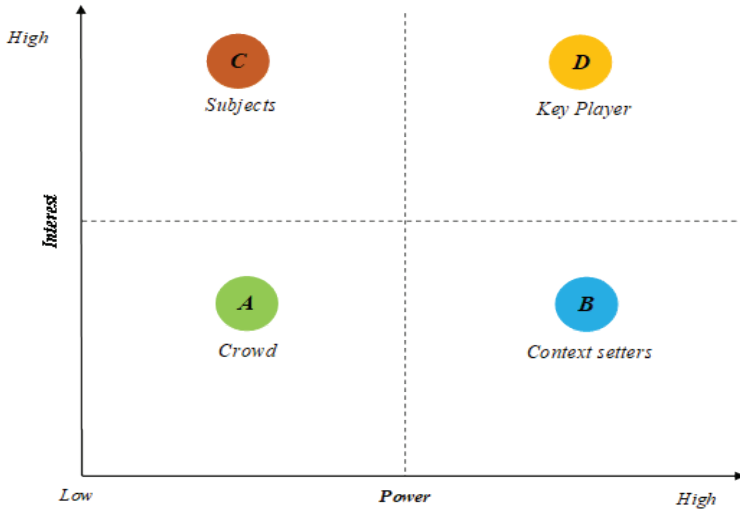 High
C
D
Subjects
Key Player
Interest
A
B
Crowd
Context setters
Low
Power
High